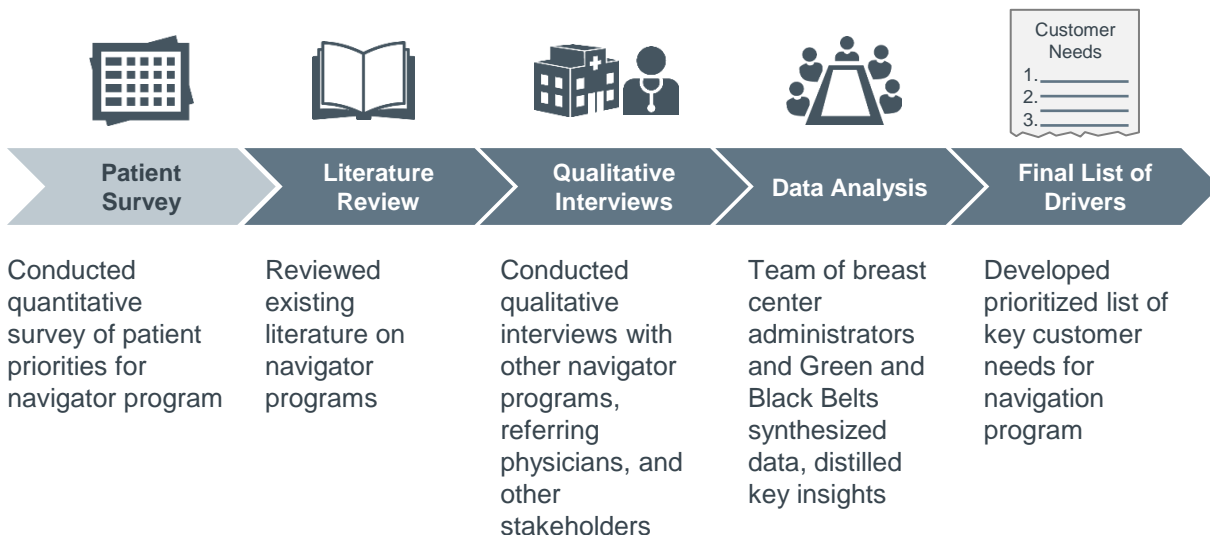 Customer
Needs
1.
2.
3.
Patient
Survey
Literature
Review
Qualitative
Interviews
Data Analysis
Final List of
Drivers
Conducted
quantitative
survey of patient
priorities for
navigator program
Reviewed
existing
literature on
navigator
programs
Conducted
qualitative
interviews with
other navigator
programs,
referring
physicians, and
other
stakeholders
Team of breast
center
administrators
and Green and
Black Belts
synthesized
data, distilled
key insights
Developed
prioritized list of
key customer
needs for
navigation
program